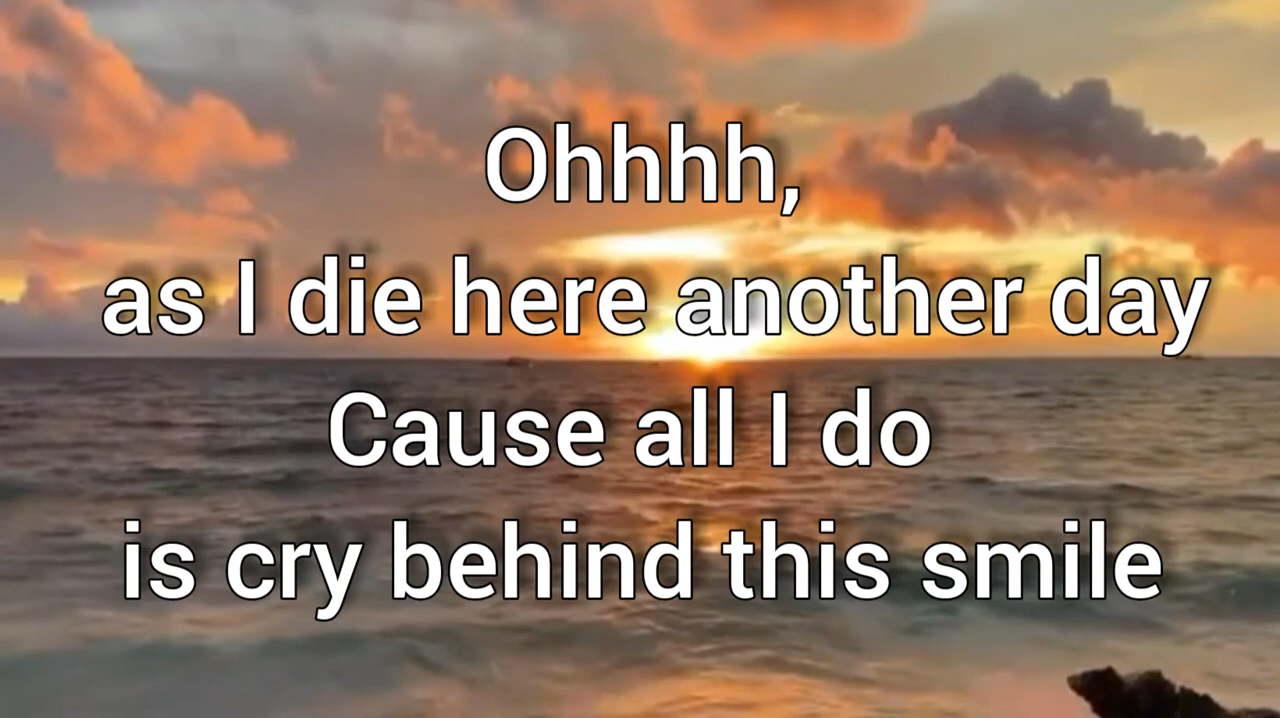 Ohhhh,
as I die here another day
Cause all I do
is cry behind this smile